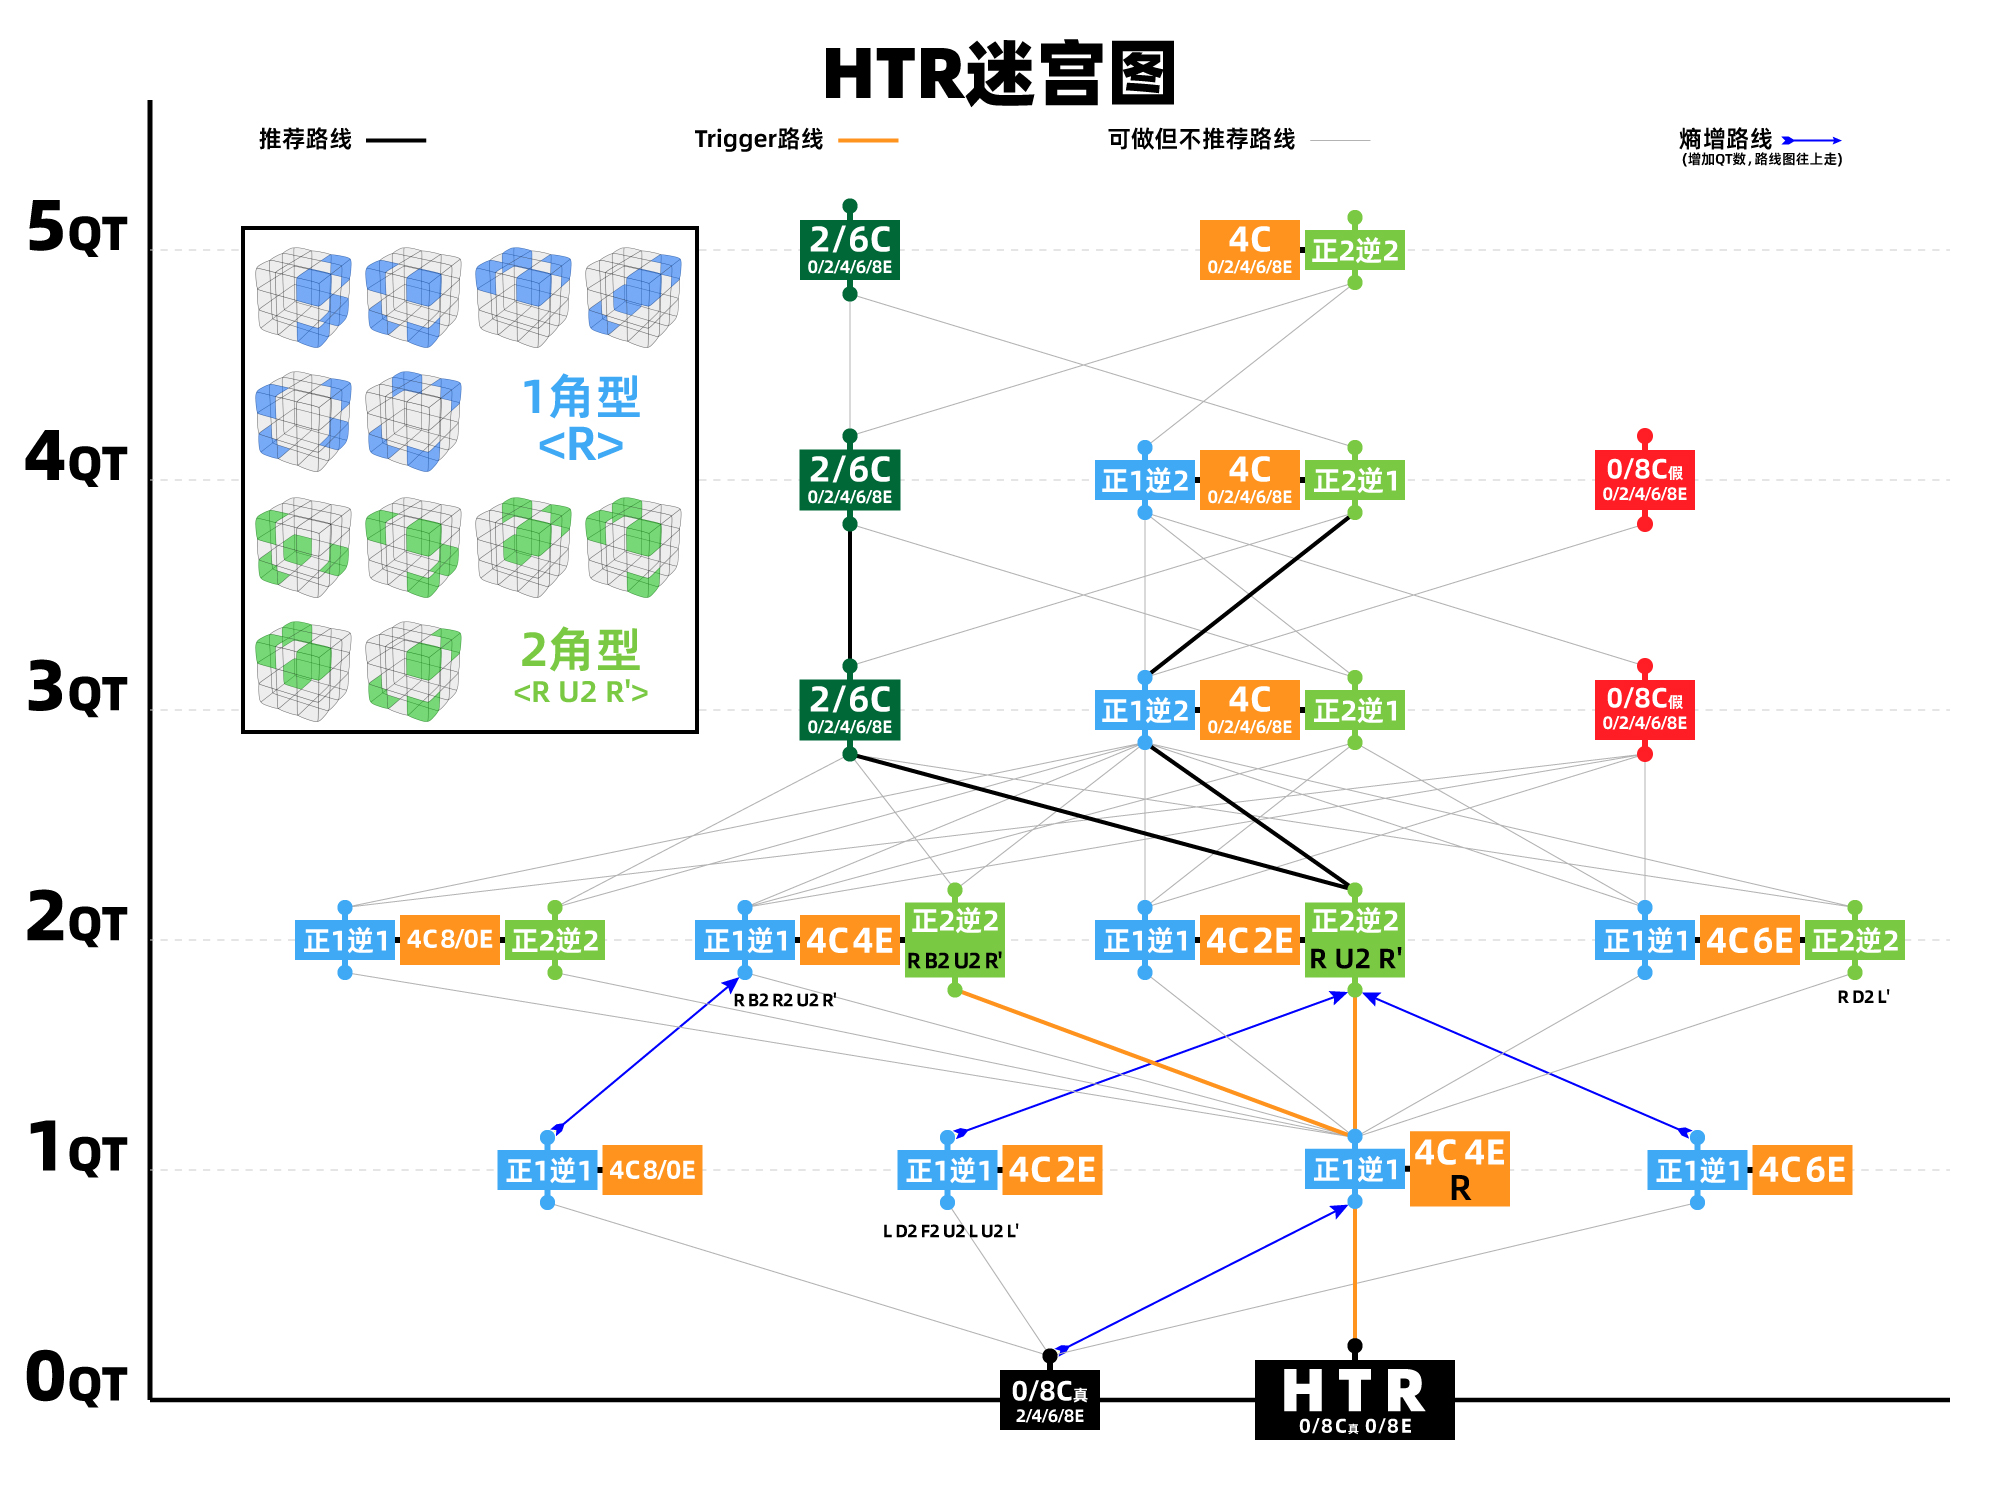 HTR迷宫图
推荐路线
Trigger路线
可做但不推荐路线
熵增路线
(增加QT数,路线图往上走)
5QT
2/6C
0/2/4/6/8E
4C
0/2/4/6/8E
正2逆2
1角型
<R>
2角型
<R U2 R'>
4QT
2/6C
0/2/4/6/8E
正1逆2
4C
0/2/4/6/8E
正2逆1
0/8C假
0/2/4/6/8E
3QT
2/6C
0/2/4/6/8E
正1逆2
4C
0/2/4/6/8E
正2逆1
0/8C假
0/2/4/6/8E
2QT
正1逆1
4C8/0E
正2逆2
正1逆1
4C4E
正2逆2
R B2 U2 R'
正1逆1
4C2E
正2逆2
R U2 R'
正1逆1
4C6E
正2逆2
R B2 R2 U2 R'
R D2 L'
1QT
正1逆1
4C8/0E
正1逆1
4C2E
正1逆1
4C 4E
R
正1逆1
4C6E
L D2 F2 U2 L U2 L'
0QT
0/8C真
2/4/6/8E
HTR
0/8C真 0/8E